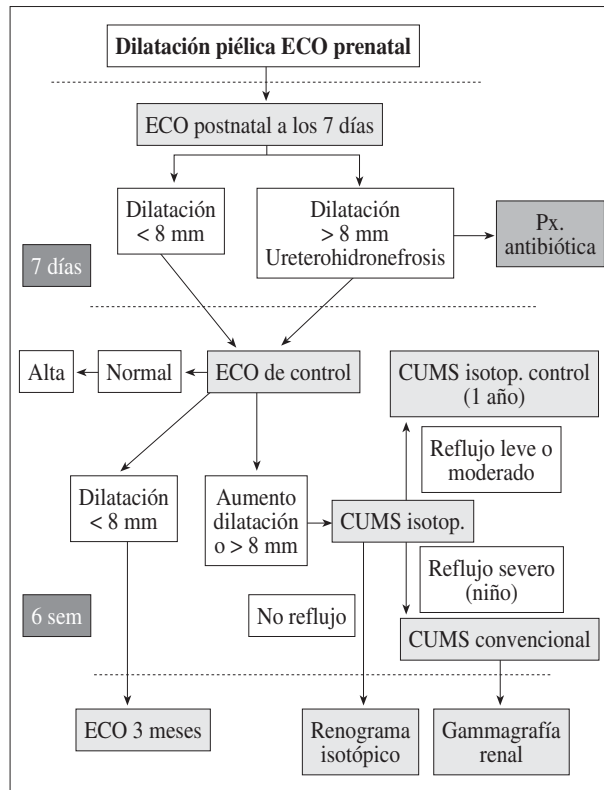 Dilatación piélica ECO prenatal
ECO postnatal a los 7 días
Dilatación
< 8 mm
Dilatación
> 8 mm
Ureterohidronefrosis
Px.
antibiótica
7 días
Alta
Normal
ECO de control
CUMS isotop. control
(1 año)
Reflujo leve o
moderado
Dilatación
< 8 mm
Aumento
dilatación
o > 8 mm
CUMS isotop.
Reflujo severo
(niño)
6 sem
No reflujo
CUMS convencional
ECO 3 meses
Renograma
isotópico
Gammagrafía
renal